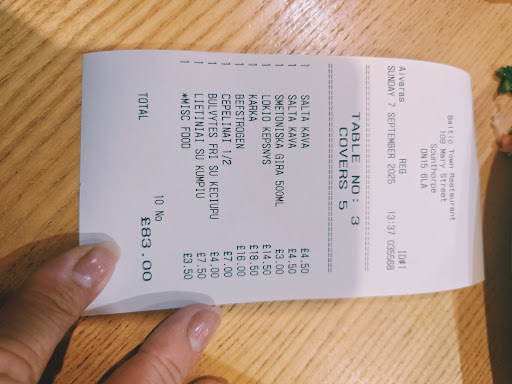 Baltic Town Restaurant
109 Mary Street
Scunthorpe
DN15 6LA
ID#1
Aivaras REG 13:37 035568
SUNDAY 7 SEPTEMBER 2025
TABLE NO: 3
COVERS 5
1 SALTA KAVA £4.50
1 SALTA KAVA £4.50
1 SMETONISKA GIRA 500ML £3.00
1 LOKIO KEPSNYS £14.50
1 KARKA £18.50
1 BEFSTROGEN £16.00
1 CEPELINAI 1/2 £7.00
1 BULVYTES FRI SU KECIUPU £4.00
1 LIETINIAI SU KUMPIU £7.50
1 *MISC FOOD £3.50
10 No
TOTAL £83.00